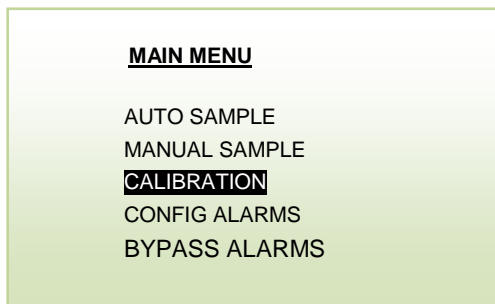 MAIN MENU
AUTO SAMPLE
MANUAL SAMPLE
CALIBRATION
CONFIG ALARMS
BYPASS ALARMS